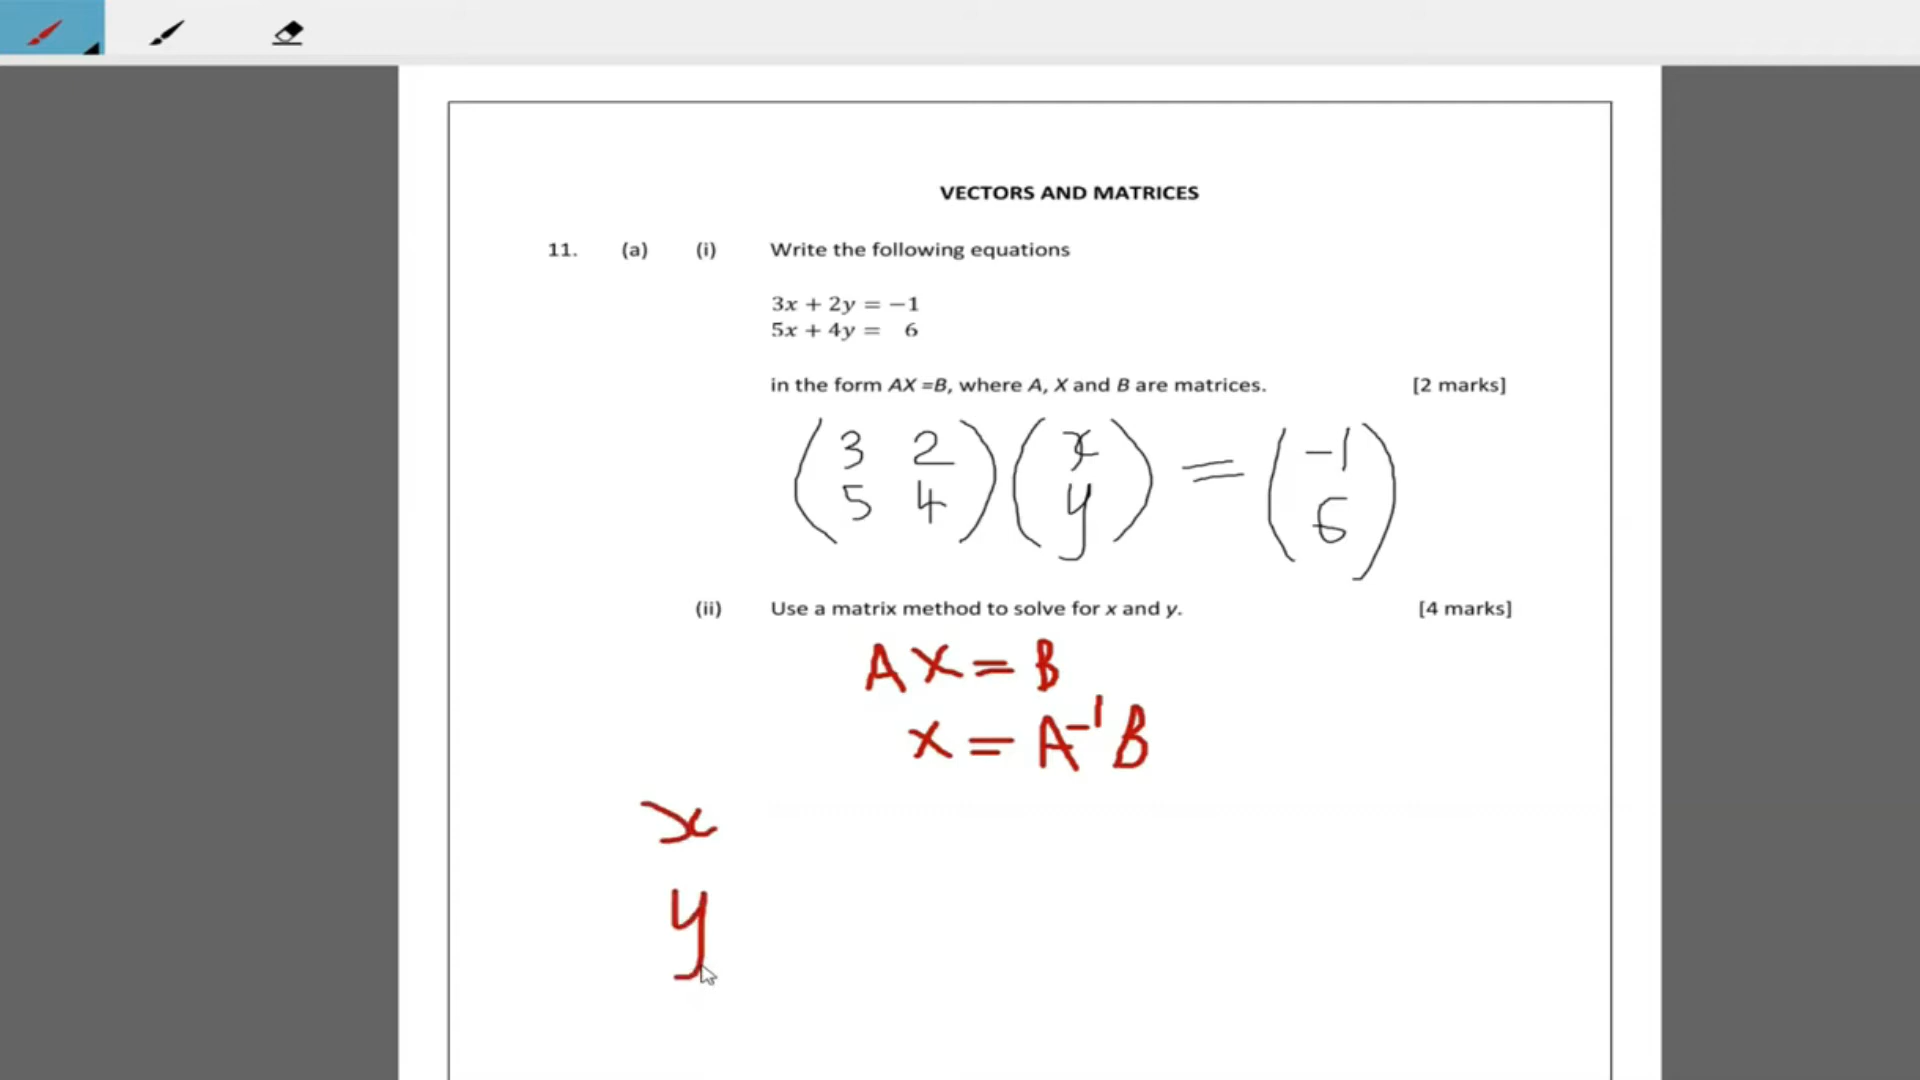 VECTORS AND MATRICES
11. (a) (i) Write the following equations
3x + 2y = −1
5x + 4y = 6
in the form AX =B, where A, X and B are matrices. [2 marks]
(3 2) (x) = (-1)
(5 4) (y) (6)
(ii) Use a matrix method to solve for x and y. [4 marks]
AX = B
X = A⁻¹B
x
y